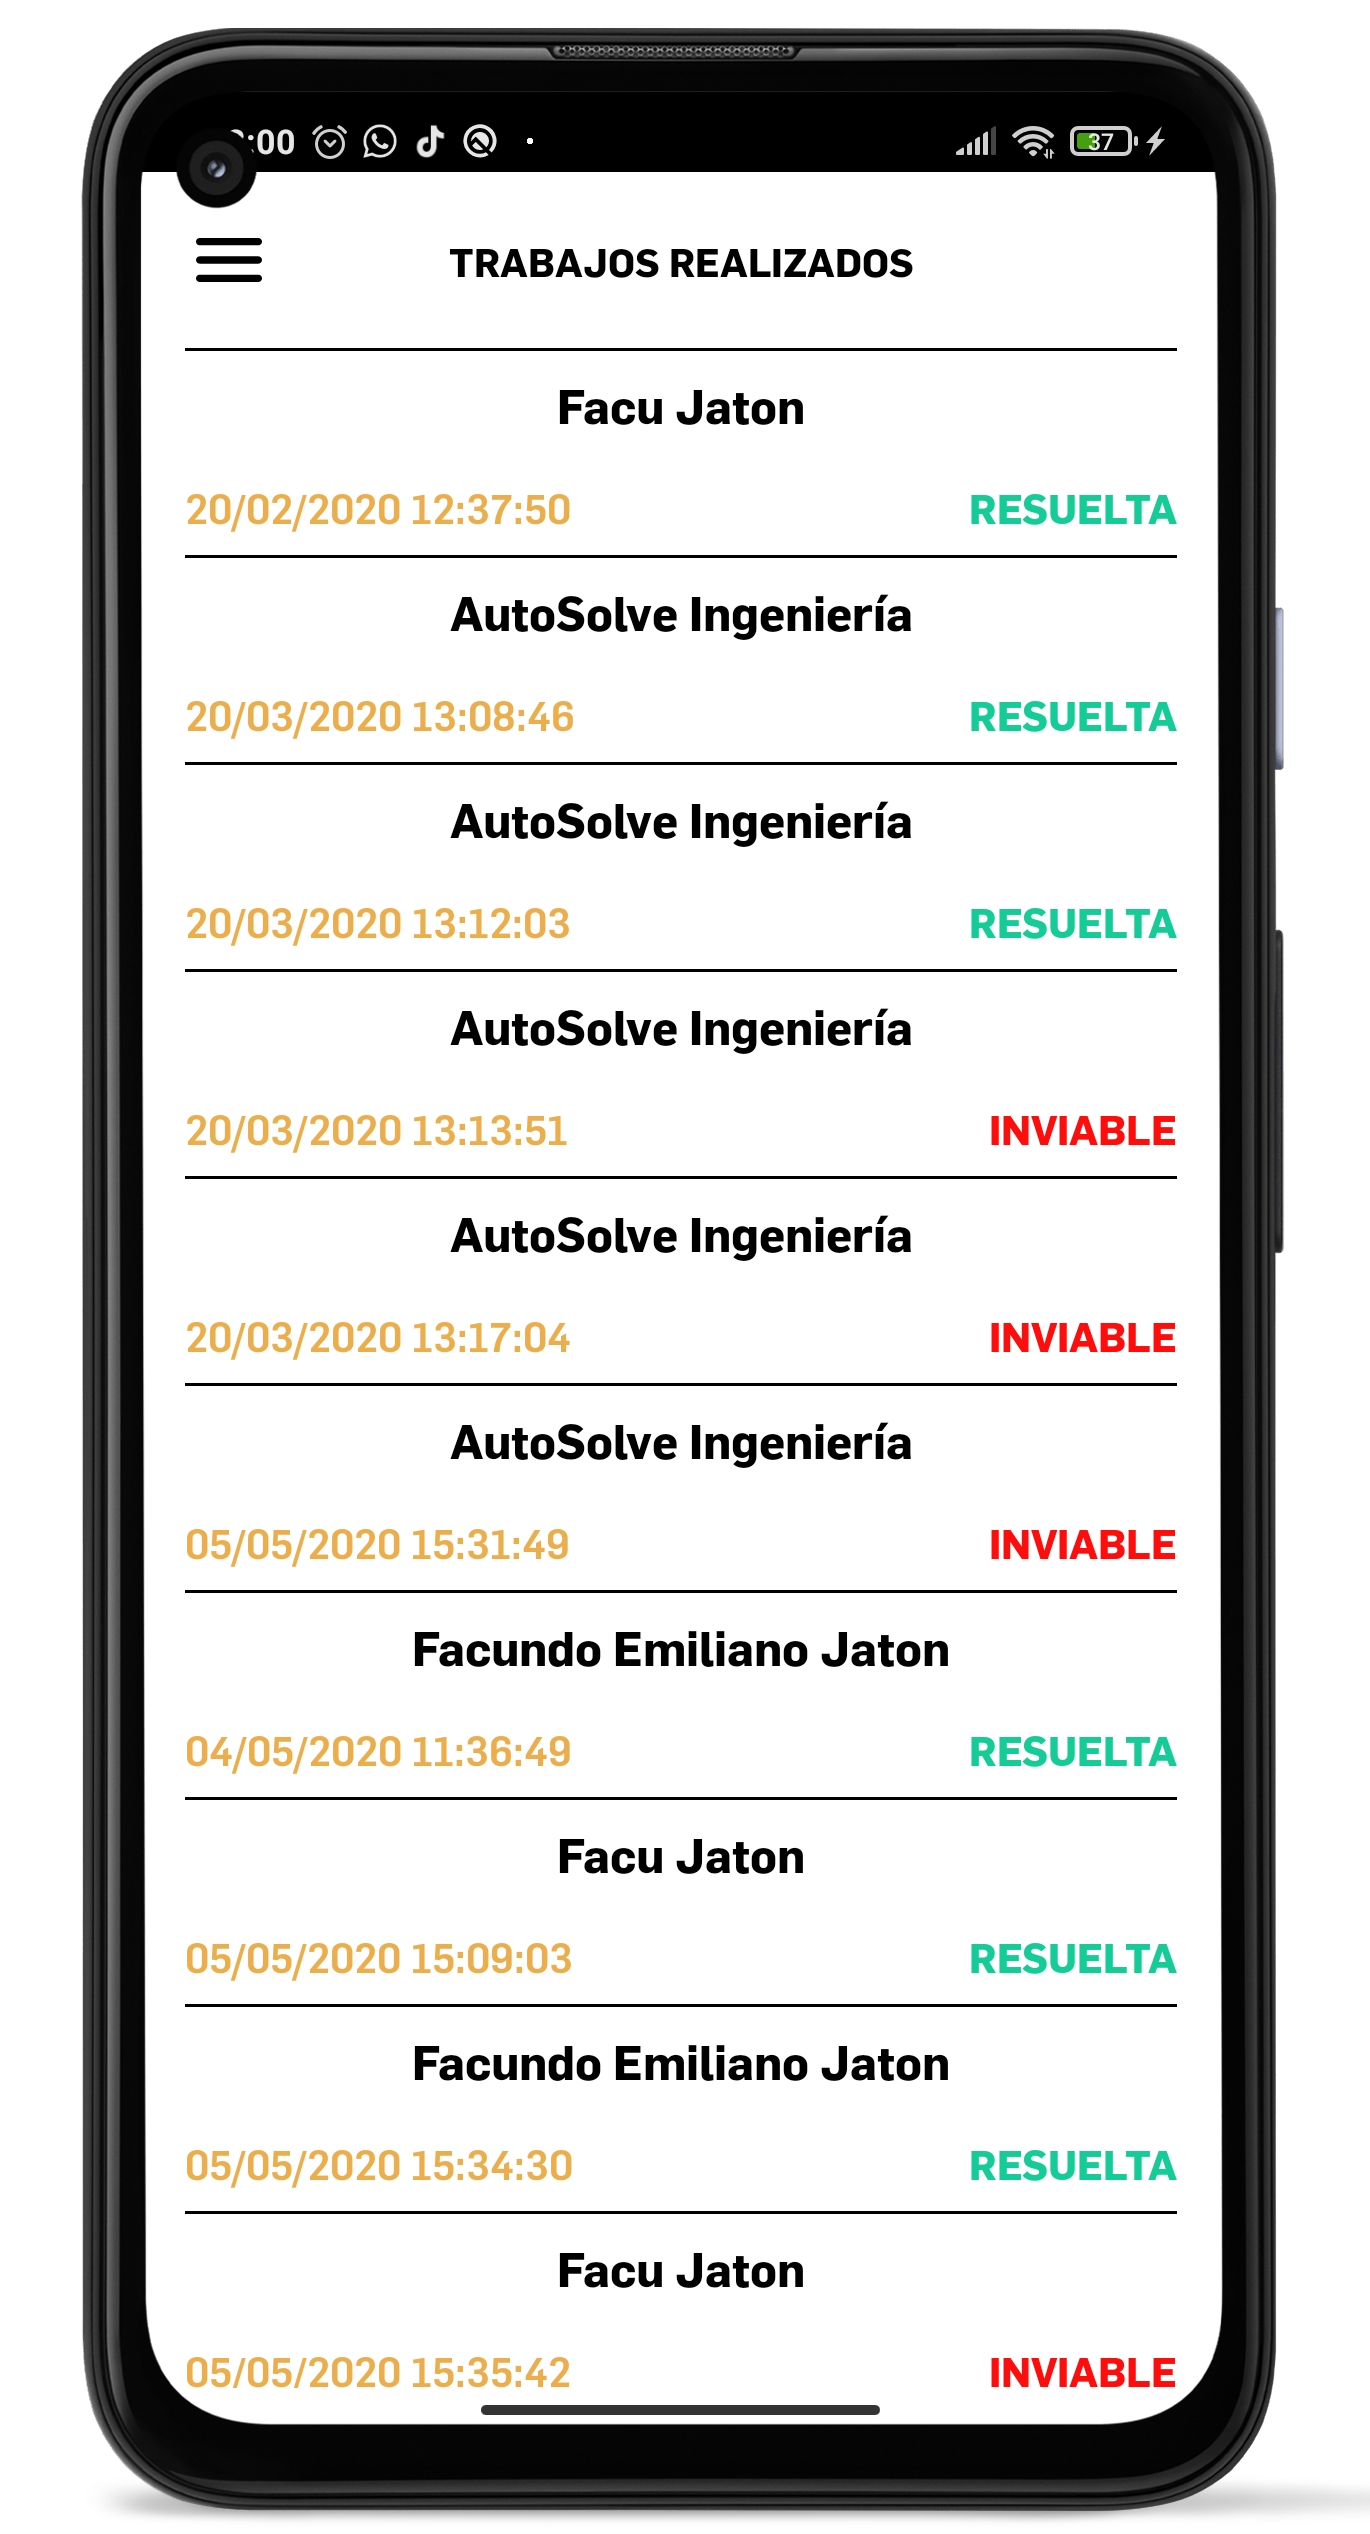 :00 37
TRABAJOS REALIZADOS
Facu Jaton
20/02/2020 12:37:50 RESUELTA
AutoSolve Ingeniería
20/03/2020 13:08:46 RESUELTA
AutoSolve Ingeniería
20/03/2020 13:12:03 RESUELTA
AutoSolve Ingeniería
20/03/2020 13:13:51 INVIABLE
AutoSolve Ingeniería
20/03/2020 13:17:04 INVIABLE
AutoSolve Ingeniería
05/05/2020 15:31:49 INVIABLE
Facundo Emiliano Jaton
04/05/2020 11:36:49 RESUELTA
Facu Jaton
05/05/2020 15:09:03 RESUELTA
Facundo Emiliano Jaton
05/05/2020 15:34:30 RESUELTA
Facu Jaton
05/05/2020 15:35:42 INVIABLE